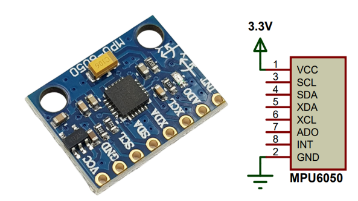 MPU 6050
VCC
GND
SCL
SDA
XDA
XCL
ADO
INT
3.3V
1 VCC
3 SCL
4 SDA
5 XDA
6 XCL
7 ADO
8 INT
2 GND
MPU6050